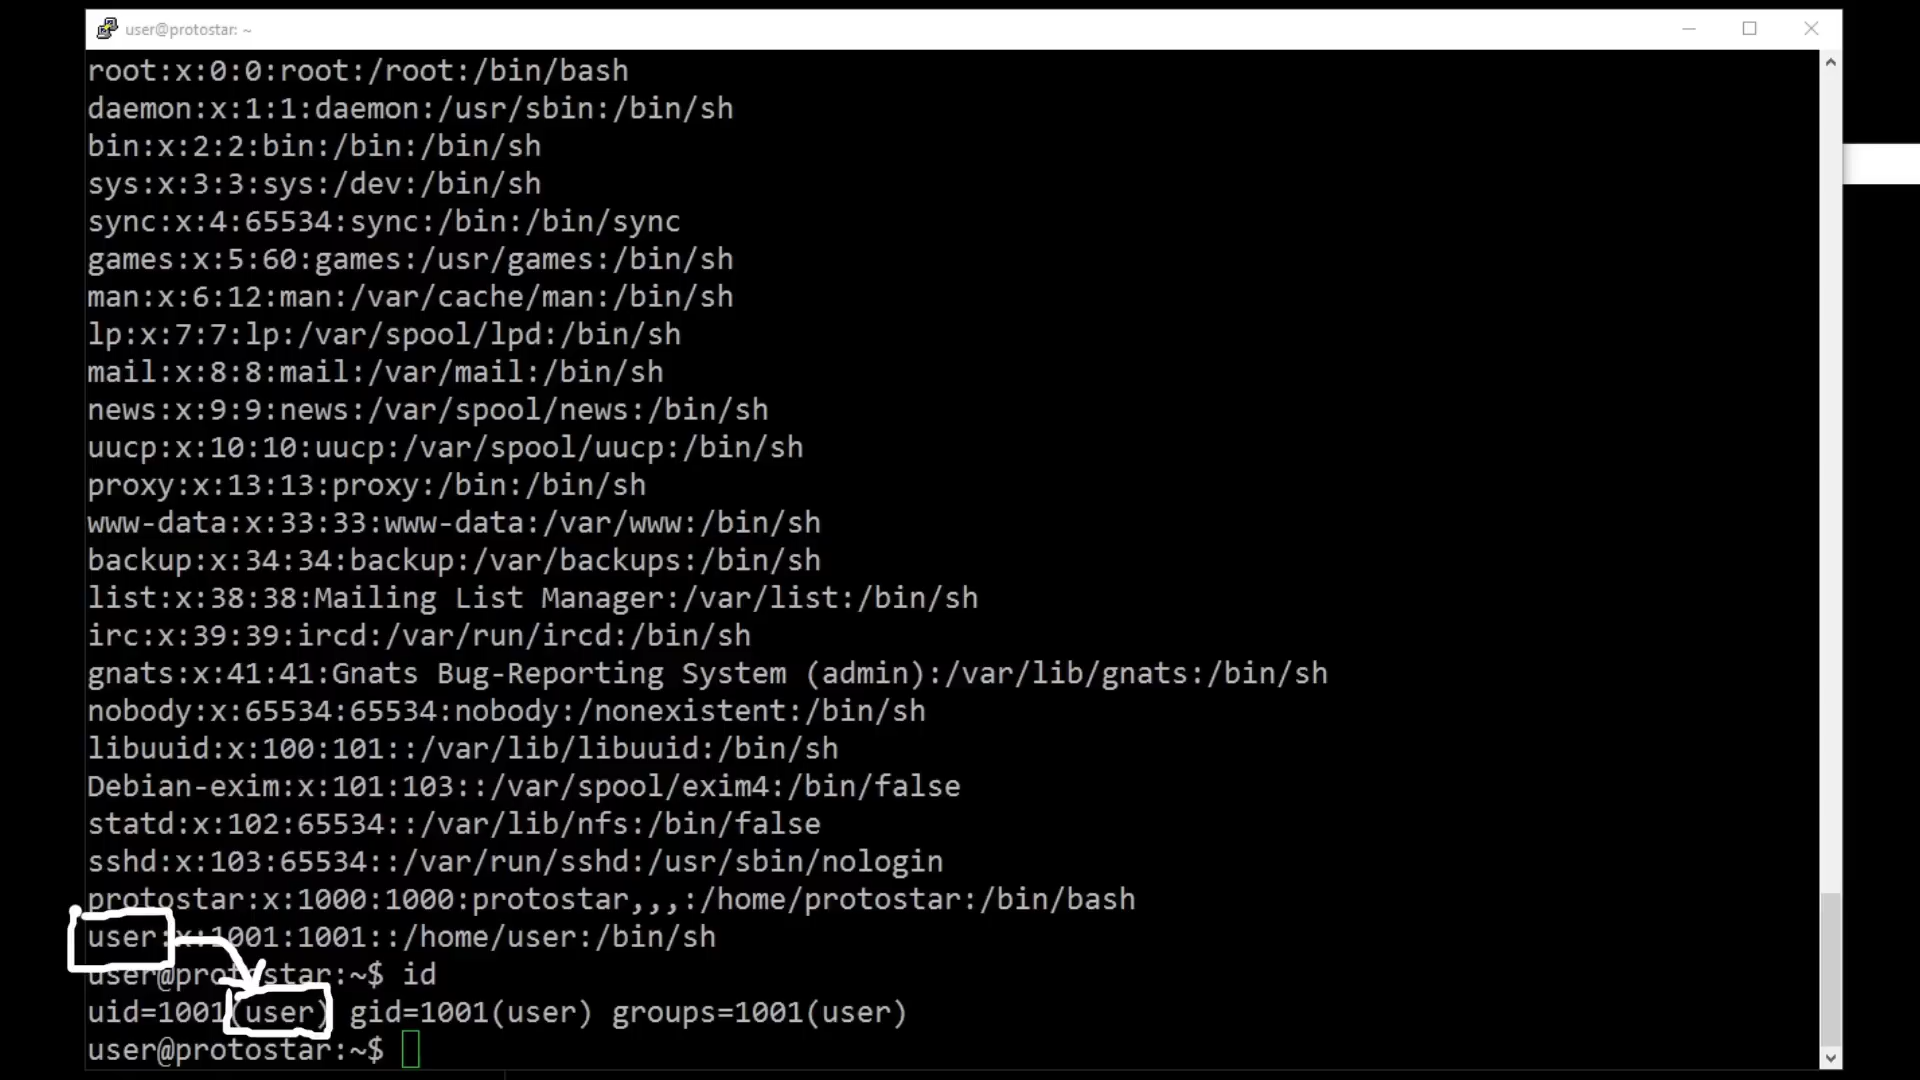 user@protostar: ~
root:x:0:0:root:/root:/bin/bash
daemon:x:1:1:daemon:/usr/sbin:/bin/sh
bin:x:2:2:bin:/bin:/bin/sh
sys:x:3:3:sys:/dev:/bin/sh
sync:x:4:65534:sync:/bin:/bin/sync
games:x:5:60:games:/usr/games:/bin/sh
man:x:6:12:man:/var/cache/man:/bin/sh
lp:x:7:7:lp:/var/spool/lpd:/bin/sh
mail:x:8:8:mail:/var/mail:/bin/sh
news:x:9:9:news:/var/spool/news:/bin/sh
uucp:x:10:10:uucp:/var/spool/uucp:/bin/sh
proxy:x:13:13:proxy:/bin:/bin/sh
www-data:x:33:33:www-data:/var/www:/bin/sh
backup:x:34:34:backup:/var/backups:/bin/sh
list:x:38:38:Mailing List Manager:/var/list:/bin/sh
irc:x:39:39:ircd:/var/run/ircd:/bin/sh
gnats:x:41:41:Gnats Bug-Reporting System (admin):/var/lib/gnats:/bin/sh
nobody:x:65534:65534:nobody:/nonexistent:/bin/sh
libuuid:x:100:101::/var/lib/libuuid:/bin/sh
Debian-exim:x:101:103::/var/spool/exim4:/bin/false
statd:x:102:65534::/var/lib/nfs:/bin/false
sshd:x:103:65534::/var/run/sshd:/usr/sbin/nologin
protostar:x:1000:1000:protostar,,,:/home/protostar:/bin/bash
user:x:1001:1001::/home/user:/bin/sh
user@protostar:~$ id
uid=1001(user) gid=1001(user) groups=1001(user)
user@protostar:~$